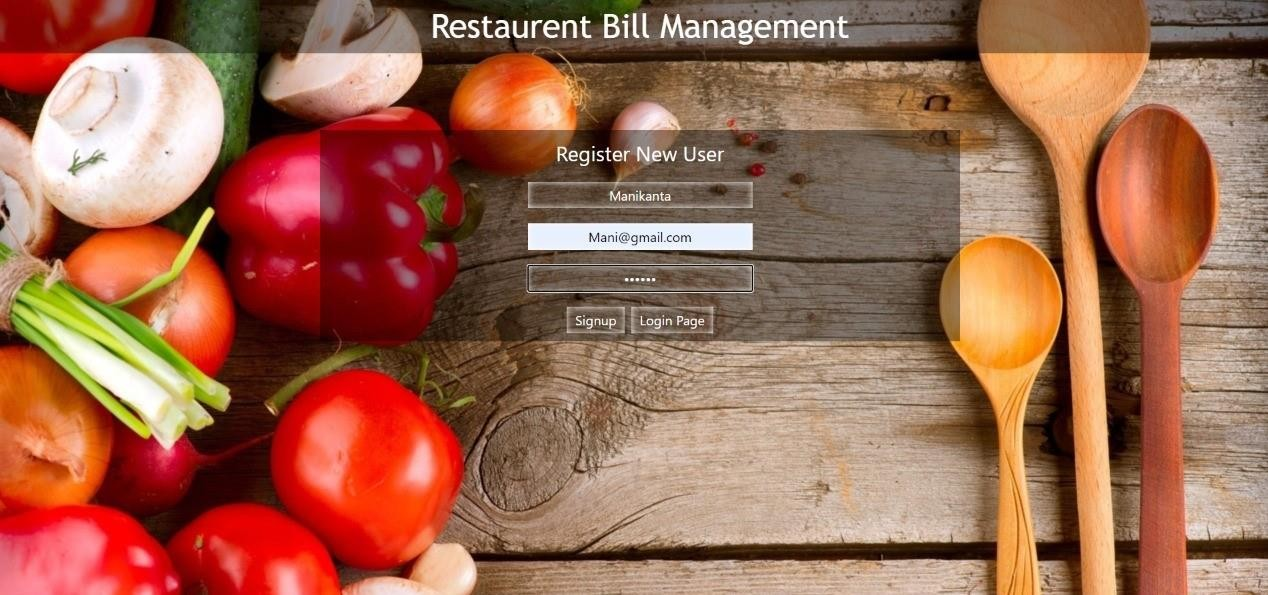 Restaurent Bill Management
Register New User
Manikanta
Mani@gmail.com
••••••
Signup Login Page